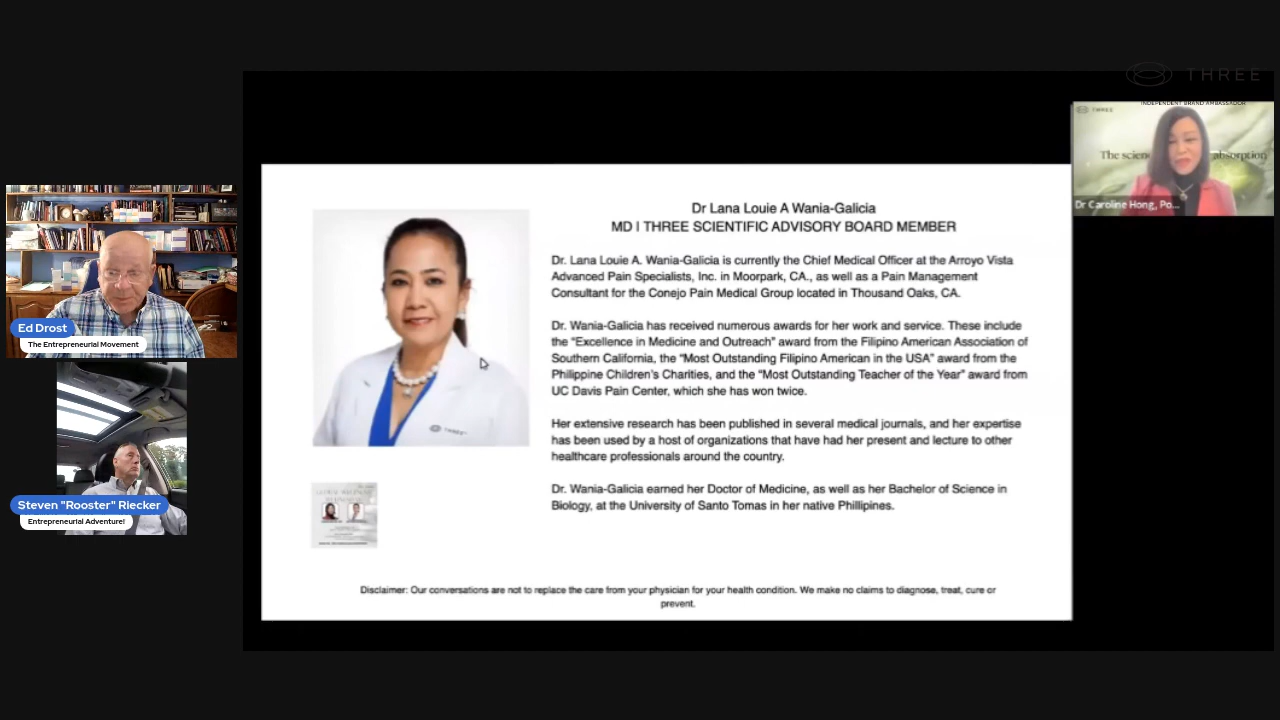 THREE
INDEPENDENT BRAND AMBASSADOR
THREE
The scien absorption
Dr Caroline Hong, Po...
Ed Drost
The Entrepreneurial Movement
Steven "Rooster" Riecker
Entrepreneurial Adventure!
Dr Lana Louie A Wania-Galicia
MD I THREE SCIENTIFIC ADVISORY BOARD MEMBER
Dr. Lana Louie A. Wania-Galicia is currently the Chief Medical Officer at the Arroyo Vista
Advanced Pain Specialists, Inc. in Moorpark, CA., as well as a Pain Management
Consultant for the Conejo Pain Medical Group located in Thousand Oaks, CA.
Dr. Wania-Galicia has received numerous awards for her work and service. These include
the “Excellence in Medicine and Outreach” award from the Filipino American Association of
Southern California, the “Most Outstanding Filipino American in the USA” award from the
Philippine Children’s Charities, and the “Most Outstanding Teacher of the Year” award from
UC Davis Pain Center, which she has won twice.
Her extensive research has been published in several medical journals, and her expertise
has been used by a host of organizations that have had her present and lecture to other
healthcare professionals around the country.
Dr. Wania-Galicia earned her Doctor of Medicine, as well as her Bachelor of Science in
Biology, at the University of Santo Tomas in her native Phillipines.
THREE
Disclaimer: Our conversations are not to replace the care from your physician for your health condition. We make no claims to diagnose, treat, cure or
prevent.